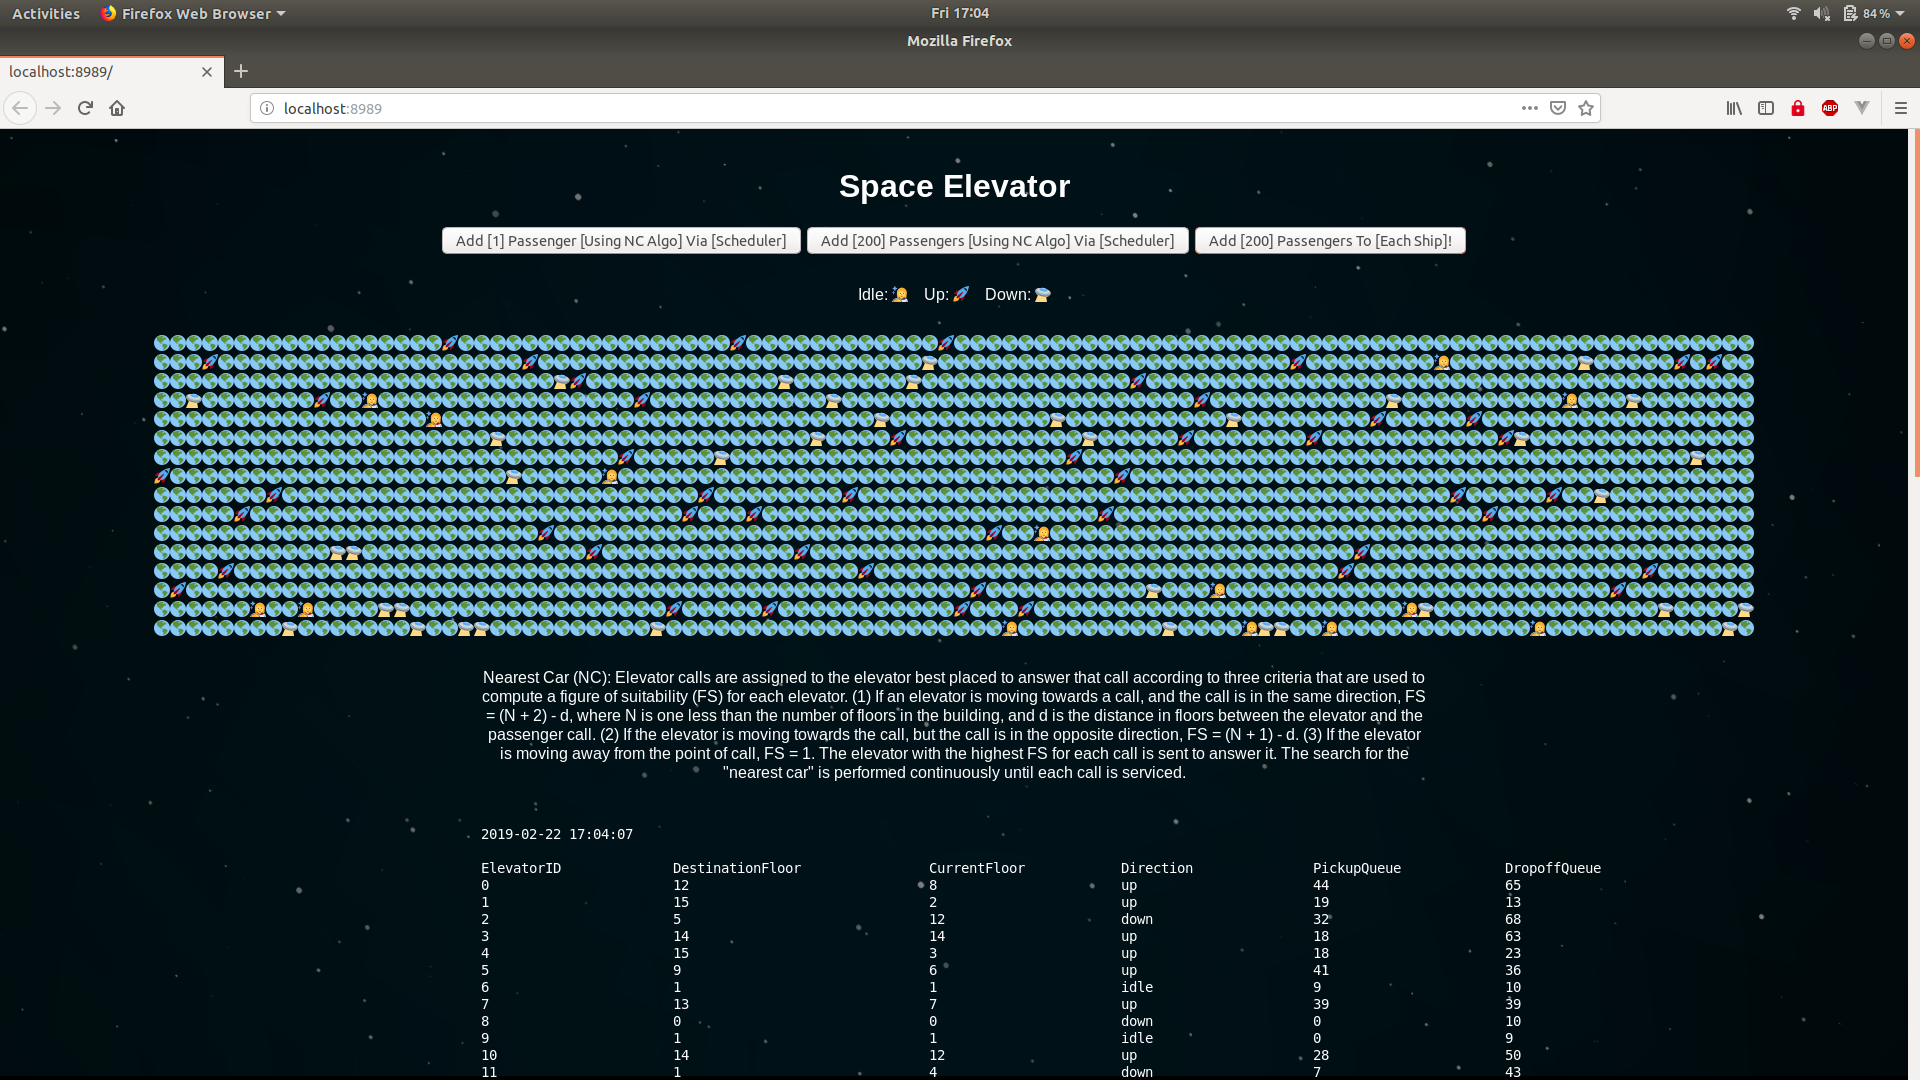 Activities Firefox Web Browser Fri 17:04 84 %
Mozilla Firefox
localhost:8989/
localhost:8989 ABP
Space Elevator
Add [1] Passenger [Using NC Algo] Via [Scheduler] Add [200] Passengers [Using NC Algo] Via [Scheduler] Add [200] Passengers To [Each Ship]!
Idle: Up: Down:
Nearest Car (NC): Elevator calls are assigned to the elevator best placed to answer that call according to three criteria that are used to
compute a figure of suitability (FS) for each elevator. (1) If an elevator is moving towards a call, and the call is in the same direction, FS
= (N + 2) - d, where N is one less than the number of floors in the building, and d is the distance in floors between the elevator and the
passenger call. (2) If the elevator is moving towards the call, but the call is in the opposite direction, FS = (N + 1) - d. (3) If the elevator
is moving away from the point of call, FS = 1. The elevator with the highest FS for each call is sent to answer it. The search for the
"nearest car" is performed continuously until each call is serviced.
2019-02-22 17:04:07
ElevatorID DestinationFloor CurrentFloor Direction PickupQueue DropoffQueue
0 12 8 up 44 65
1 15 2 up 19 13
2 5 12 down 32 68
3 14 14 up 18 63
4 15 3 up 18 23
5 9 6 up 41 36
6 1 1 idle 9 10
7 13 7 up 39 39
8 0 0 down 0 10
9 1 1 idle 0 9
10 14 12 up 28 50
11 1 4 down 7 43